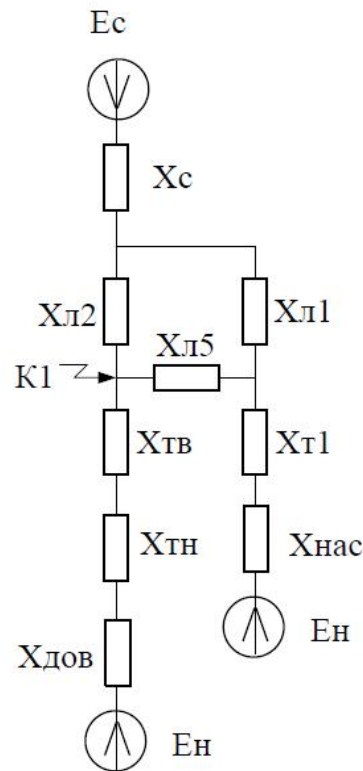 Ес
Хс
Хл2
Хл1
Хл5
К1
Хтв
Хт1
Хтн
Хнас
Хдов
Ен
Ен